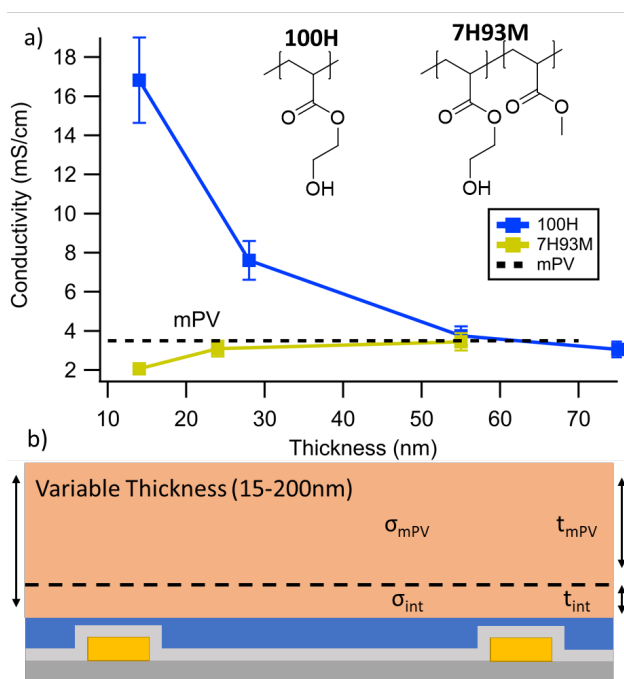 a)
100H
7H93M
O
O
OH
O
O
O
O
OH
18
16
14
12
10
8
6
4
2
Conductivity (mS/cm)
100H
7H93M
mPV
mPV
10
20
30
40
50
60
70
Thickness (nm)
b)
Variable Thickness (15-200nm)
σmPV
tmPV
σint
tint